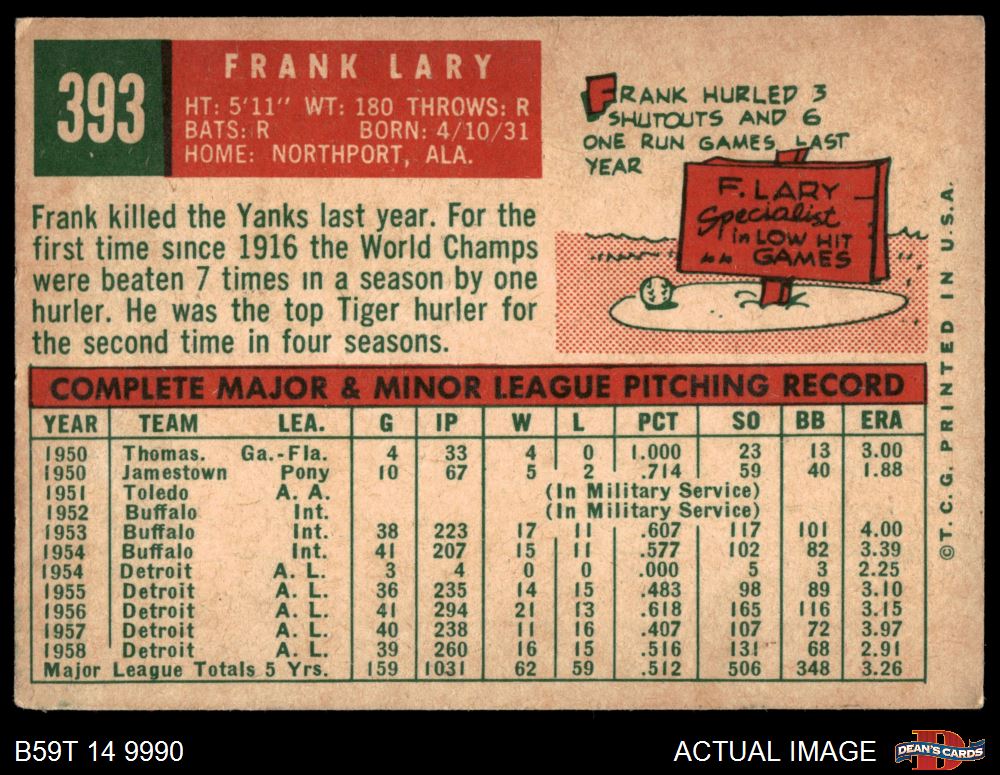 393
FRANK LARY
HT: 5'11" WT: 180 THROWS: R
BATS: R BORN: 4/10/31
HOME: NORTHPORT, ALA.
FRANK HURLED 3
SHUTOUTS AND 6
ONE RUN GAMES LAST
YEAR
F. LARY
Specialist
in LOW HIT
GAMES
Frank killed the Yanks last year. For the
first time since 1916 the World Champs
were beaten 7 times in a season by one
hurler. He was the top Tiger hurler for
the second time in four seasons.
COMPLETE MAJOR & MINOR LEAGUE PITCHING RECORD
YEAR TEAM LEA. G IP W L PCT SO BB ERA
1950 Thomas. Ga.-Fla. 4 33 4 0 1.000 23 13 3.00
1950 Jamestown Pony 10 67 5 2 .714 59 40 1.88
1951 Toledo A. A. (In Military Service)
1952 Buffalo Int. (In Military Service)
1953 Buffalo Int. 38 223 17 11 .607 117 101 4.00
1954 Buffalo Int. 41 207 15 11 .577 102 82 3.39
1954 Detroit A. L. 3 4 0 0 .000 5 3 2.25
1955 Detroit A. L. 36 235 14 15 .483 98 89 3.10
1956 Detroit A. L. 41 294 21 13 .618 165 116 3.15
1957 Detroit A. L. 40 238 11 16 .407 107 72 3.97
1958 Detroit A. L. 39 260 16 15 .516 131 68 2.91
Major League Totals 5 Yrs. 159 1031 62 59 .512 506 348 3.26
©T. C. G. PRINTED IN U.S.A.
B59T 14 9990
ACTUAL IMAGE
DEAN'S CARDS